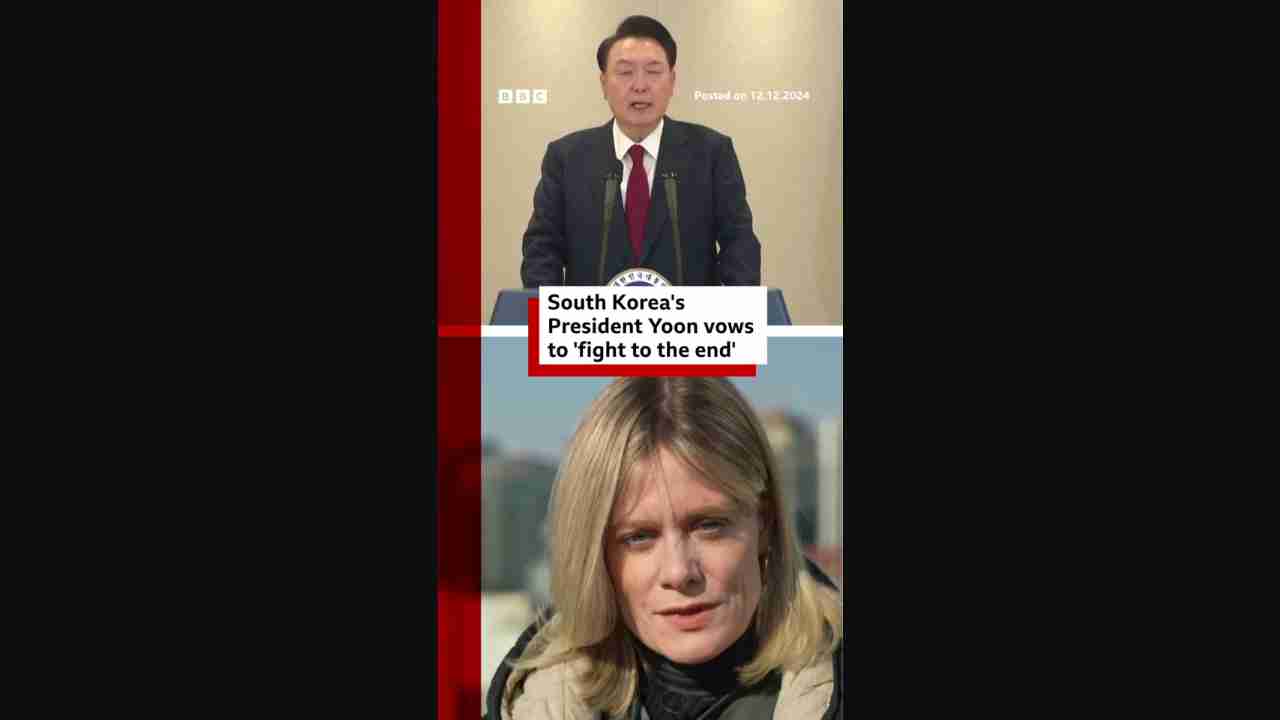 BBC
Posted on 12.12.2024
South Korea's
President Yoon vows
to 'fight to the end'